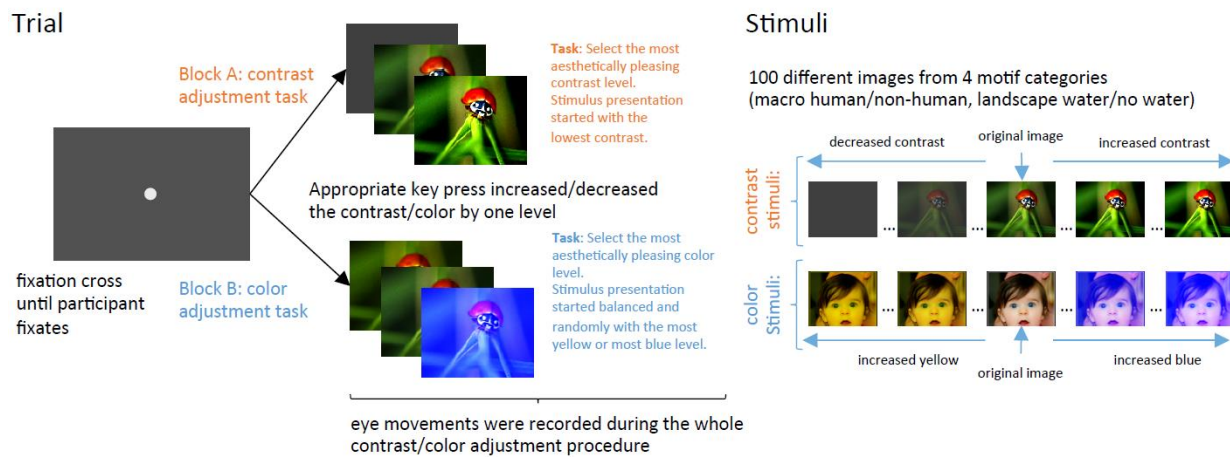 Trial
Block A: contrast
adjustment task
Task: Select the most
aesthetically pleasing
contrast level.
Stimulus presentation
started with the
lowest contrast.
Appropriate key press increased/decreased
the contrast/color by one level
fixation cross
until participant
fixates
Block B: color
adjustment task
Task: Select the most
aesthetically pleasing color
level.
Stimulus presentation
started balanced and
randomly with the most
yellow or most blue level.
eye movements were recorded during the whole
contrast/color adjustment procedure
Stimuli
100 different images from 4 motif categories
(macro human/non-human, landscape water/no water)
decreased contrast
original image
increased contrast
contrast
stimuli:
...
...
...
...
color
Stimuli:
...
...
...
...
increased yellow
original image
increased blue